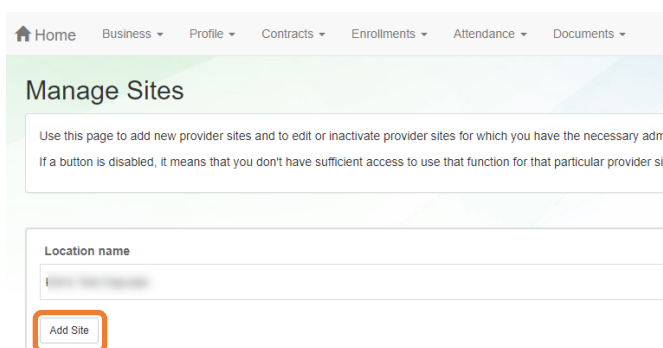 Home Business Profile Contracts Enrollments Attendance Documents
Manage Sites
Use this page to add new provider sites and to edit or inactivate provider sites for which you have the necessary adm
If a button is disabled, it means that you don't have sufficient access to use that function for that particular provider si
Location name
Add Site